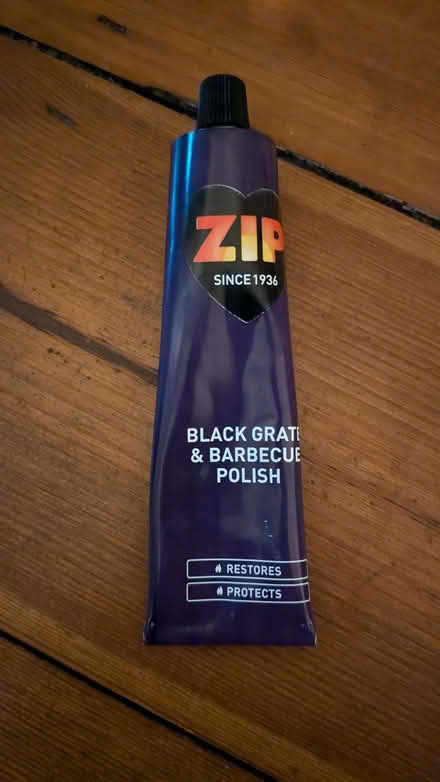 ZIP
SINCE 1936
BLACK GRATE
& BARBECUE
POLISH
RESTORES
PROTECTS